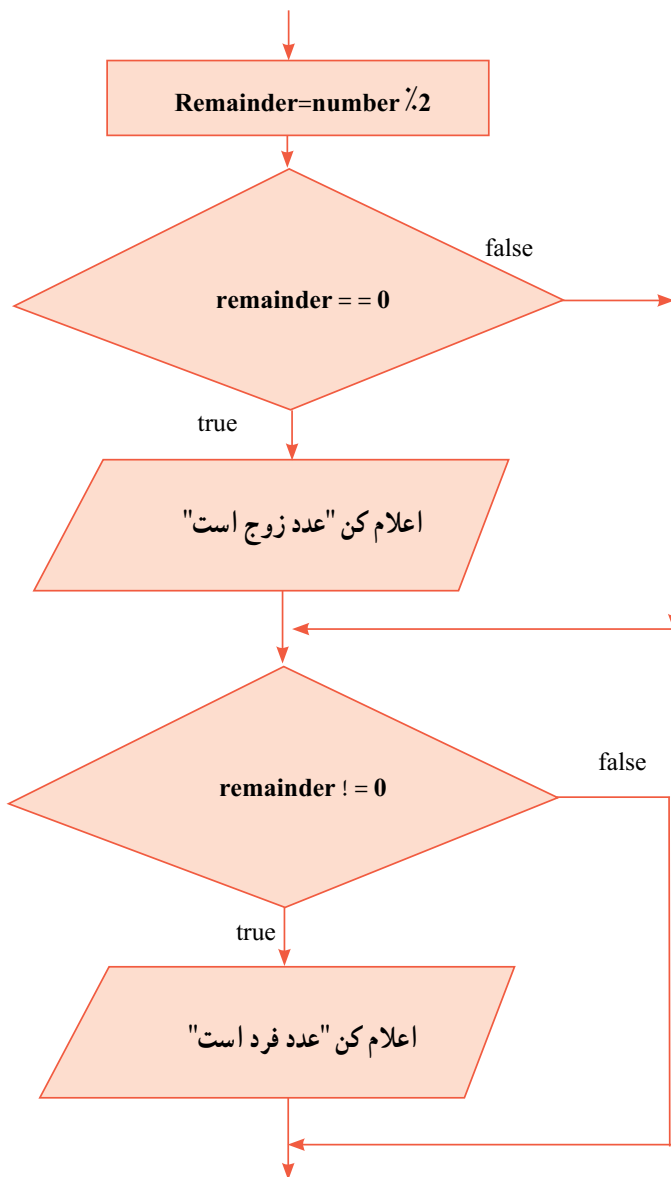 Remainder=number ٪2
false
remainder = = 0
true
اعلام کن "عدد زوج است"
false
remainder ! = 0
true
اعلام کن "عدد فرد است"